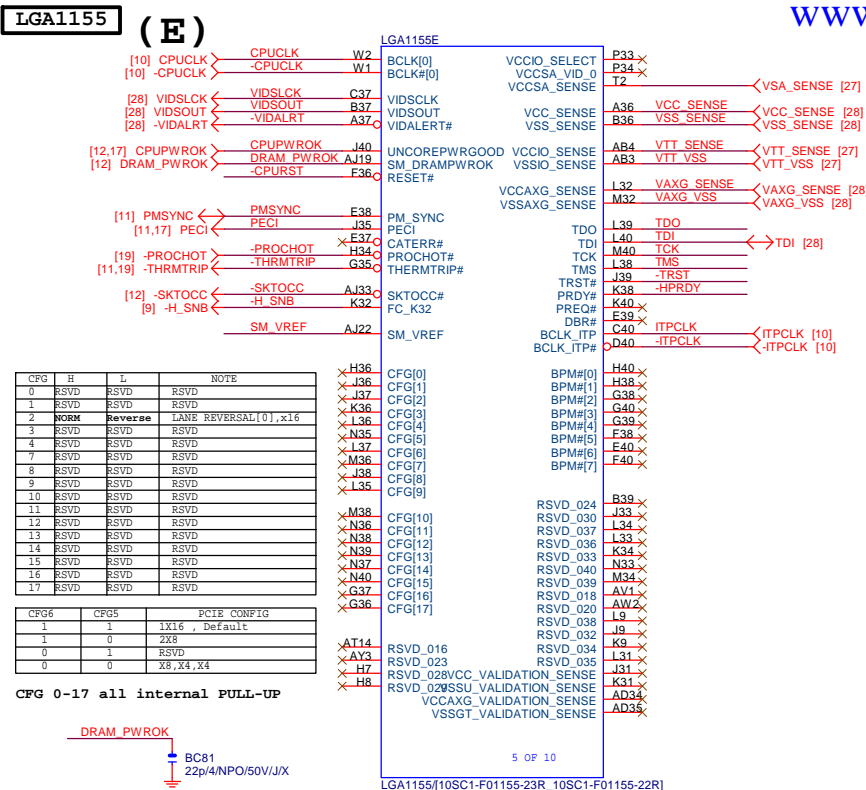 LGA1155
(E)
WWW
LGA1155E
[10] CPUCLK CPUCLK W2 BCLK[0]
[10] -CPUCLK -CPUCLK W1 BCLK#[0]
[28] VIDSLCK VIDSLCK C37 VIDSCLK
[28] VIDSOUT VIDSOUT B37 VIDSOUT
[28] -VIDALRT -VIDALRT A37 VIDALERT#
[12,17] CPUPWROK CPUPWROK J40 UNCOREPWRGOOD
[12] DRAM_PWROK DRAM_PWROK AJ19 SM_DRAMPWROK
-CPURST F36 RESET#
[11] PMSYNC PMSYNC E38 PM_SYNC
[11,17] PECI PECI J35 PECI
E37 CATERR#
[19] -PROCHOT -PROCHOT H34 PROCHOT#
[11,19] -THRMTRIP -THRMTRIP G35 THERMTRIP#
[12] -SKTOCC -SKTOCC AJ33 SKTOCC#
[9] -H_SNB -H_SNB K32 FC_K32
SM_VREF AJ22 SM_VREF
H36 CFG[0]
J36 CFG[1]
J37 CFG[2]
K36 CFG[3]
L36 CFG[4]
N35 CFG[5]
L37 CFG[6]
M36 CFG[7]
J38 CFG[8]
L35 CFG[9]
M38 CFG[10]
N36 CFG[11]
N38 CFG[12]
N39 CFG[13]
N37 CFG[14]
N40 CFG[15]
G37 CFG[16]
G36 CFG[17]
AT14 RSVD_016
AY3 RSVD_023
H7 RSVD_028
H8 RSVD_029
VCCIO_SELECT P33
VCCSA_VID_0 P34
VCCSA_SENSE T2 VSA_SENSE [27]
VCC_SENSE A36 VCC_SENSE VCC_SENSE [28]
VSS_SENSE B36 VSS_SENSE VSS_SENSE [28]
VCCIO_SENSE AB4 VTT_SENSE VTT_SENSE [27]
VSSIO_SENSE AB3 VTT_VSS VTT_VSS [27]
VCCAXG_SENSE L32 VAXG_SENSE VAXG_SENSE [28
VSSAXG_SENSE M32 VAXG_VSS VAXG_VSS [28]
TDO L39 TDO
TDI L40 TDI TDI [28]
TCK M40 TCK
TMS L38 TMS
TRST# J39 -TRST
PRDY# K38 -HPRDY
PREQ# K40
DBR# E39
BCLK_ITP C40 ITPCLK ITPCLK [10]
BCLK_ITP# D40 -ITPCLK -ITPCLK [10]
BPM#[0] H40
BPM#[1] H38
BPM#[2] G38
BPM#[3] G40
BPM#[4] G39
BPM#[5] F38
BPM#[6] E40
BPM#[7] F40
RSVD_024 B39
RSVD_030 J33
RSVD_037 L34
RSVD_036 L33
RSVD_033 K34
RSVD_040 N33
RSVD_039 M34
RSVD_018 AV1
RSVD_020 AW2
RSVD_038 L9
RSVD_032 J9
RSVD_034 K9
RSVD_035 L31
VCC_VALIDATION_SENSE J31
VSSU_VALIDATION_SENSE K31
VCCAXG_VALIDATION_SENSE AD34
VSSGT_VALIDATION_SENSE AD35
5 OF 10
LGA1155/[10SC1-F01155-23R_10SC1-F01155-22R]
CFG H L NOTE
0 RSVD RSVD RSVD
1 RSVD RSVD RSVD
2 NORM Reverse LANE REVERSAL[0],x16
3 RSVD RSVD RSVD
4 RSVD RSVD RSVD
7 RSVD RSVD RSVD
8 RSVD RSVD RSVD
9 RSVD RSVD RSVD
10 RSVD RSVD RSVD
11 RSVD RSVD RSVD
12 RSVD RSVD RSVD
13 RSVD RSVD RSVD
14 RSVD RSVD RSVD
15 RSVD RSVD RSVD
16 RSVD RSVD RSVD
17 RSVD RSVD RSVD
CFG6 CFG5 PCIE CONFIG
1 1 1X16 , Default
1 0 2X8
0 1 RSVD
0 0 X8,X4,X4
CFG 0-17 all internal PULL-UP
DRAM_PWROK
BC81
22p/4/NPO/50V/J/X